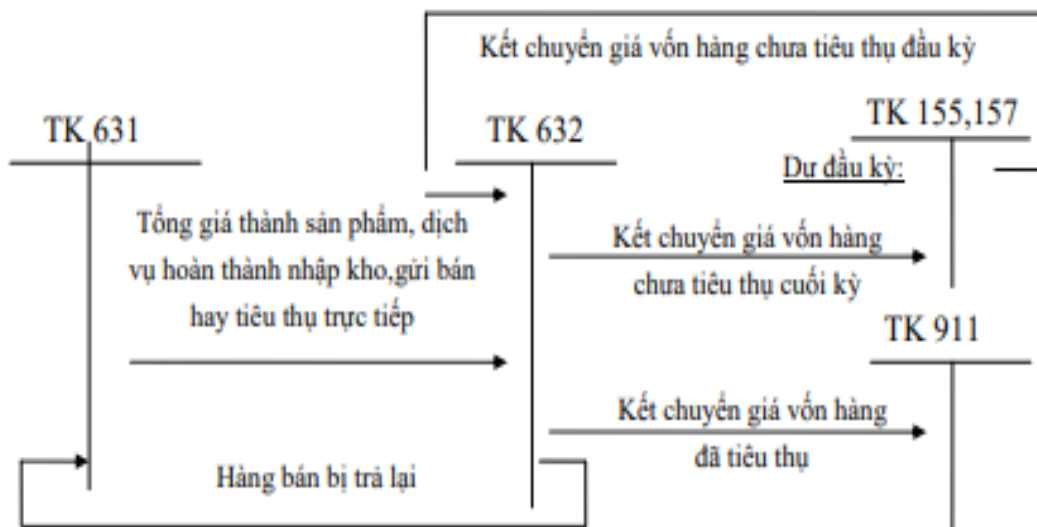 Kết chuyển giá vốn hàng chưa tiêu thụ đầu kỳ
TK 631
TK 632
TK 155,157
Dư đầu kỳ:
Tổng giá thành sản phẩm, dịch
vụ hoàn thành nhập kho,gửi bán
hay tiêu thụ trực tiếp
Kết chuyển giá vốn hàng
chưa tiêu thụ cuối kỳ
TK 911
Kết chuyển giá vốn hàng
đã tiêu thụ
Hàng bán bị trả lại